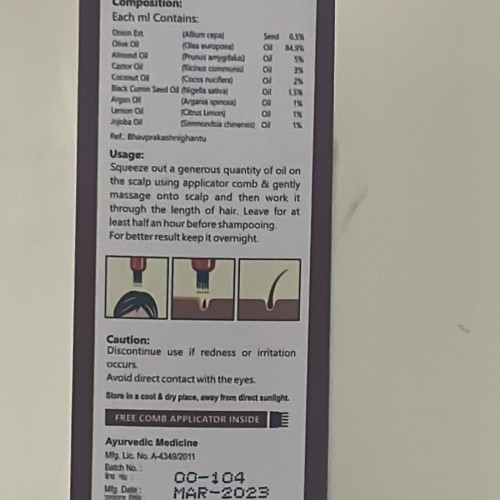 Composition:
Each ml Contains:
Onion Ext (Allium cepa) Seed 0.5%
Olive Oil (Olea europoea) Oil 84.9%
Almond Oil (Prunus amygdalus) Oil 5%
Castor Oil (Ricinus communis) Oil 3%
Coconut Oil (Cocos nucifera) Oil 2%
Black Cumin Seed Oil (Nigella sativa) Oil 1.5%
Argan Oil (Argania spinosa) Oil 1%
Lemon Oil (Citrus Limon) Oil 1%
Jojoba Oil (Simmondsia chinensis) Oil 1%
Ref.: Bhavprakashnighantu
Usage:
Squeeze out a generous quantity of oil on
the scalp using applicator comb & gently
massage onto scalp and then work it
through the length of hair. Leave for at
least half an hour before shampooing.
For better result keep it overnight.
Caution:
Discontinue use if redness or irritation
occurs.
Avoid direct contact with the eyes.
Store in a cool & dry place, away from direct sunlight.
FREE COMB APPLICATOR INSIDE
Ayurvedic Medicine
Mfg. Lic. No. A-4349/2011
Batch No. :
OO-104
Mfg. Date :
MAR-2023